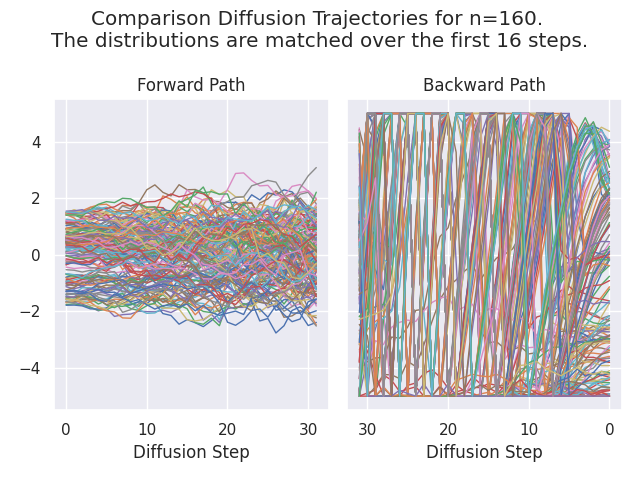 Comparison Diffusion Trajectories for n=160.
The distributions are matched over the first 16 steps.
Forward Path
Backward Path
4
2
0
−2
−4
0 10 20 30
30 20 10 0
Diffusion Step
Diffusion Step